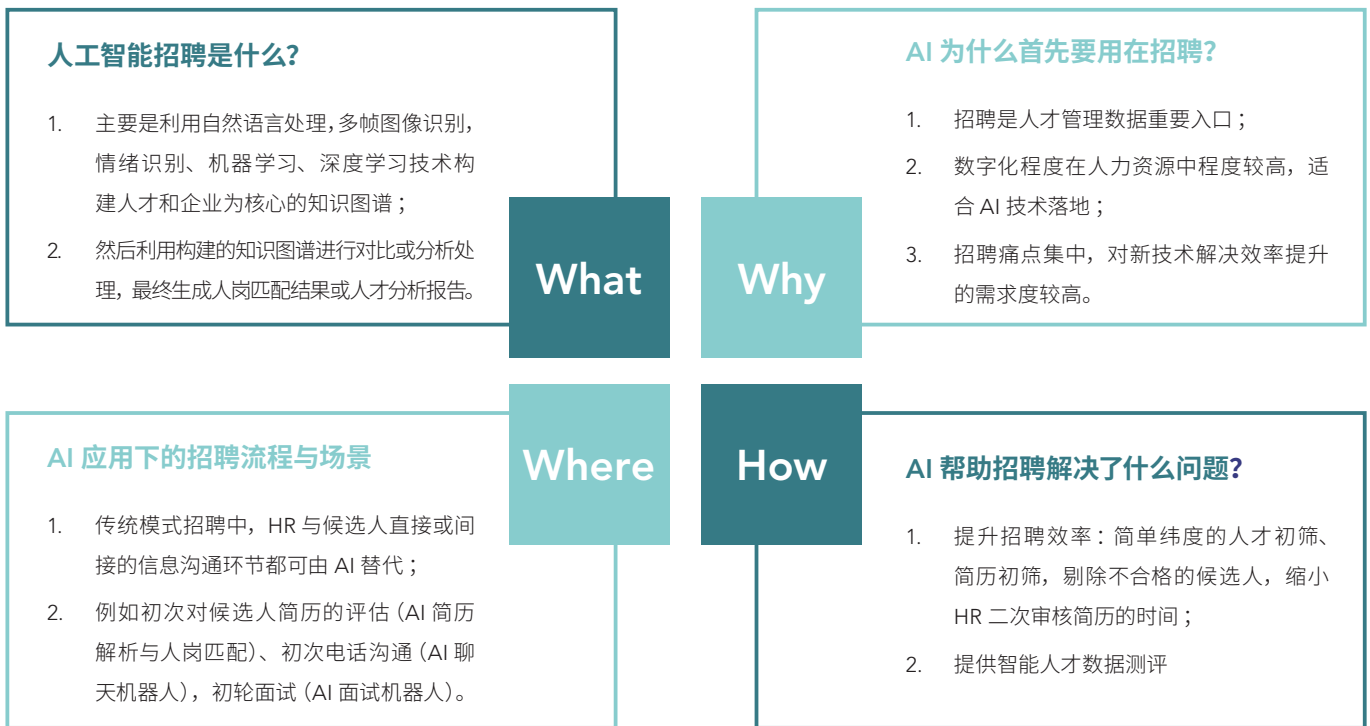 人工智能招聘是什么？
1. 主要是利用自然语言处理，多帧图像识别，
情绪识别、机器学习、深度学习技术构
建人才和企业为核心的知识图谱；
2. 然后利用构建的知识图谱进行对比或分析处
理，最终生成人岗匹配结果或人才分析报告。
What
AI 为什么首先要用在招聘？
1. 招聘是人才管理数据重要入口；
2. 数字化程度在人力资源中程度较高，适
合 AI 技术落地；
3. 招聘痛点集中，对新技术解决效率提升
的需求度较高。
Why
AI 应用下的招聘流程与场景
1. 传统模式招聘中，HR 与候选人直接或间
接的信息沟通环节都可由 AI 替代；
2. 例如初次对候选人简历的评估（AI 简历
解析与人岗匹配）、初次电话沟通（AI 聊
天机器人），初轮面试（AI 面试机器人）。
Where
How
AI 帮助招聘解决了什么问题？
1. 提升招聘效率：简单纬度的人才初筛、
简历初筛，剔除不合格的候选人，缩小
HR 二次审核简历的时间；
2. 提供智能人才数据测评